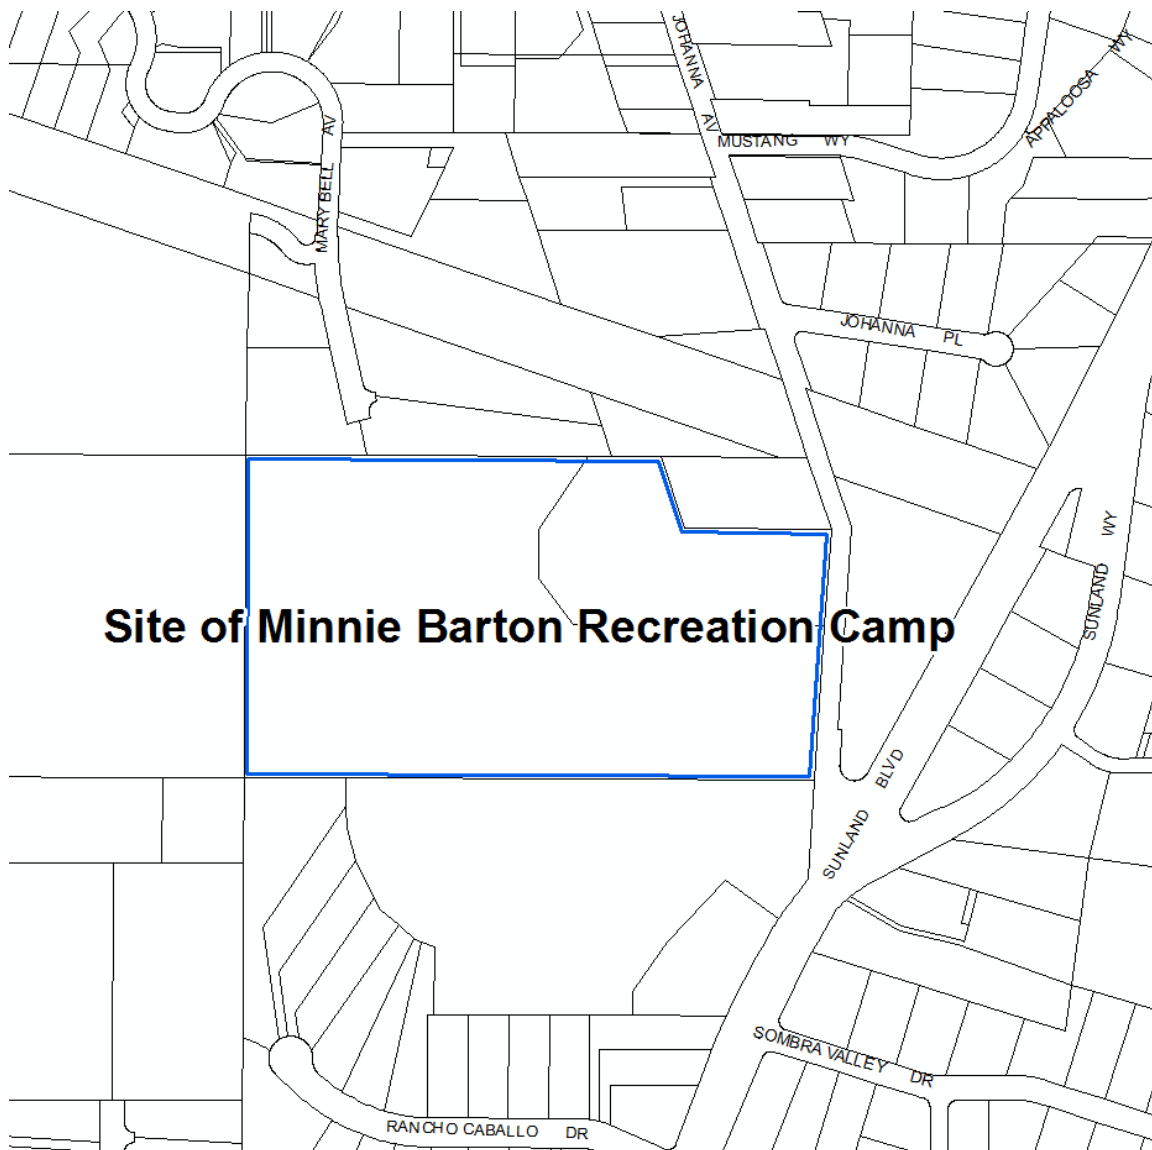 JOHANNA AV
APPALOOSA WY
MUSTANG WY
MARY BELL AV
JOHANNA PL
SUNLAND WY
Site of Minnie Barton Recreation Camp
SUNLAND BLVD
SOMBRA VALLEY DR
RANCHO CABALLO DR